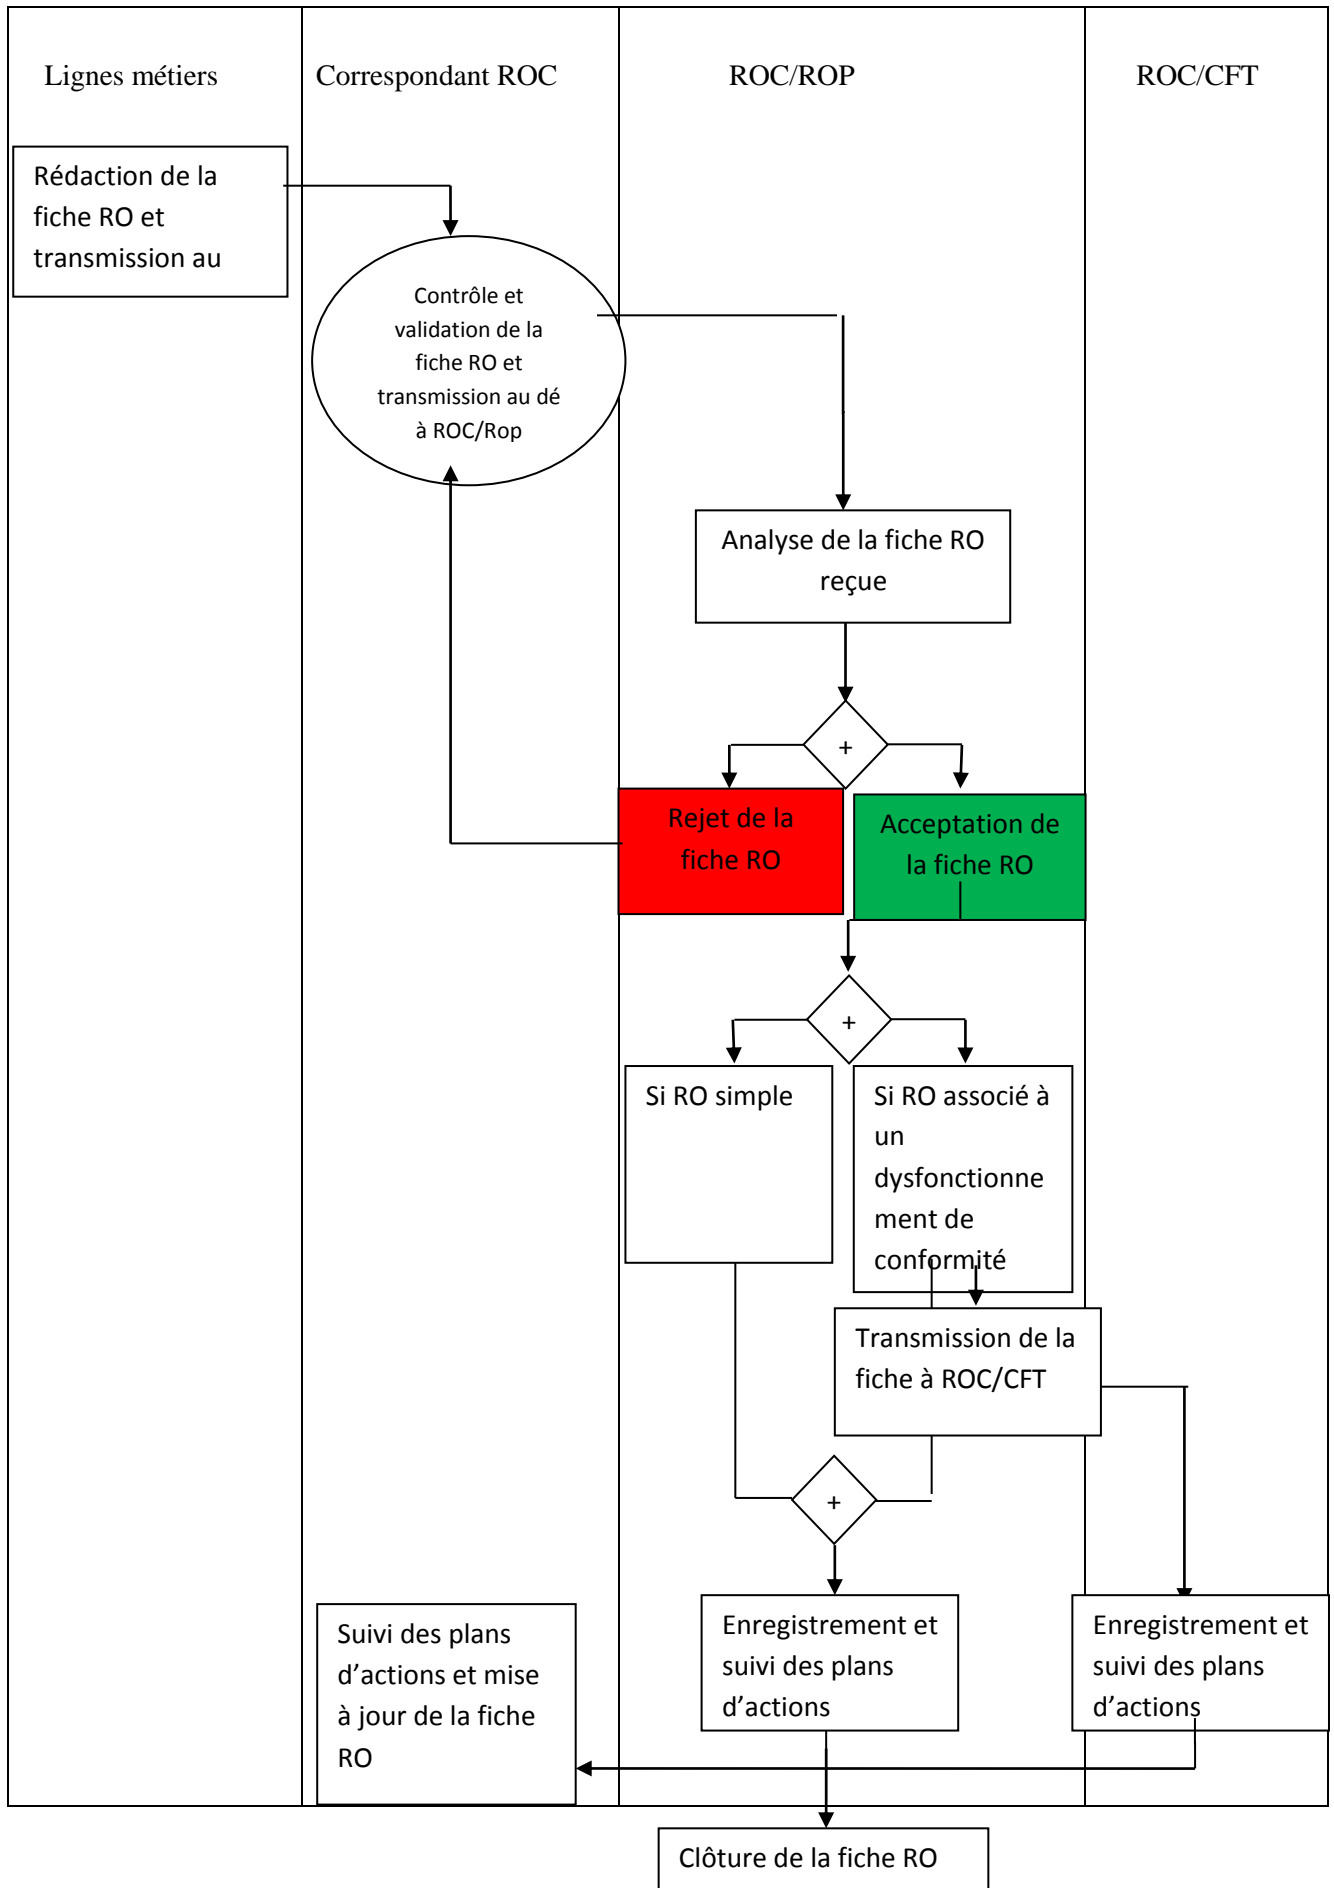 Lignes métiers
Correspondant ROC
ROC/ROP
ROC/CFT
Rédaction de la
fiche RO et
transmission au
Contrôle et
validation de la
fiche RO et
transmission au dé
à ROC/Rop
Analyse de la fiche RO
reçue
+
Rejet de la
fiche RO
Acceptation de
la fiche RO
+
Si RO simple
Si RO associé à
un
dysfonctionne
ment de
conformité
Transmission de la
fiche à ROC/CFT
+
Suivi des plans
d’actions et mise
à jour de la fiche
RO
Enregistrement et
suivi des plans
d’actions
Enregistrement et
suivi des plans
d’actions
Clôture de la fiche RO